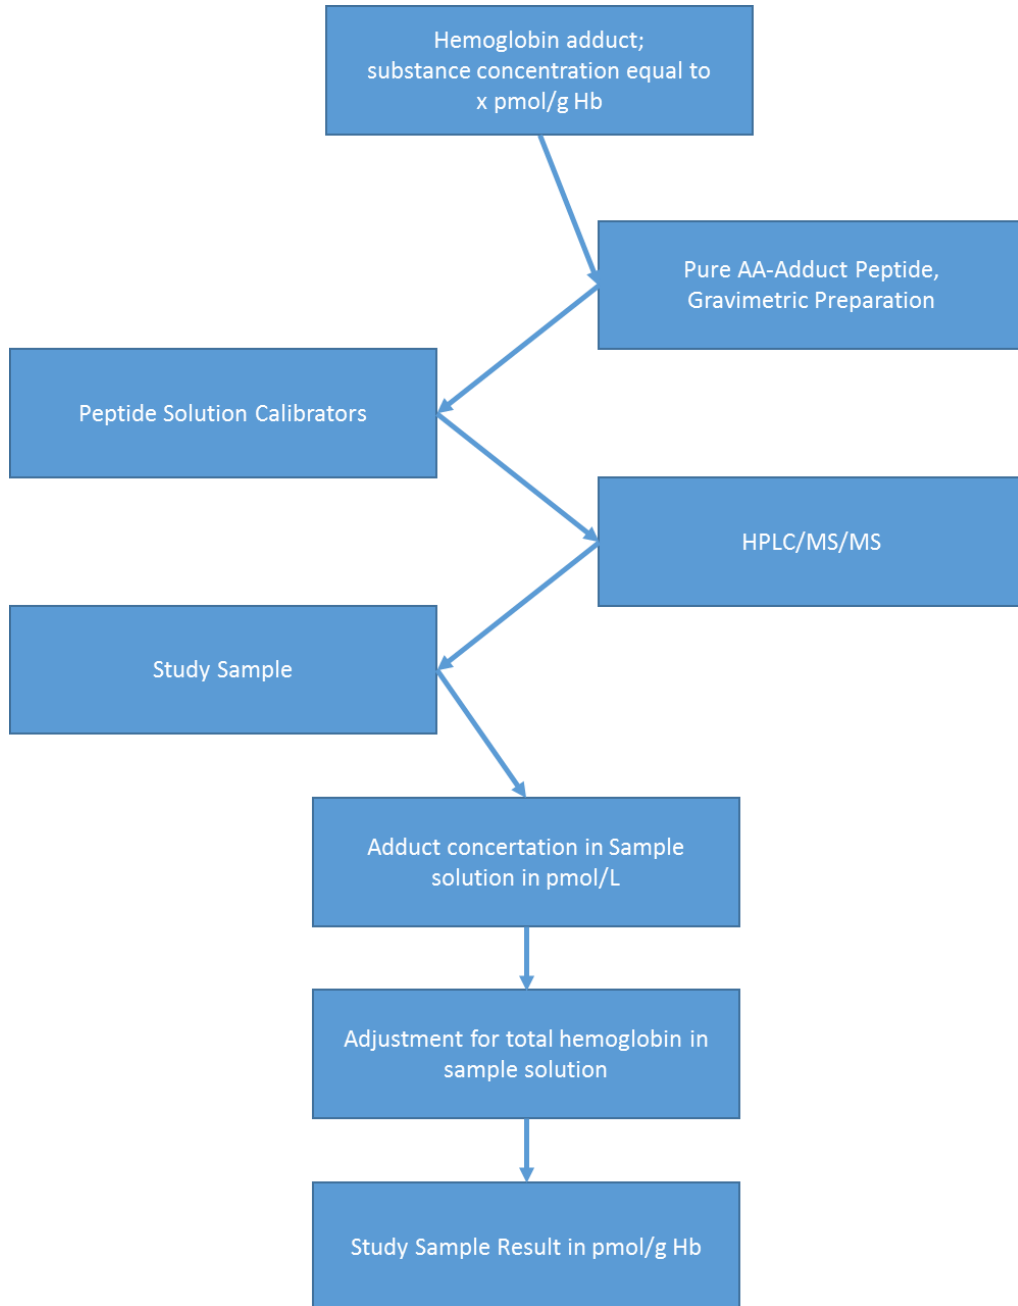 Hemoglobin adduct;
substance concentration equal to
x pmol/g Hb
Pure AA-Adduct Peptide,
Gravimetric Preparation
Peptide Solution Calibrators
HPLC/MS/MS
Study Sample
Adduct concertation in Sample
solution in pmol/L
Adjustment for total hemoglobin in
sample solution
Study Sample Result in pmol/g Hb